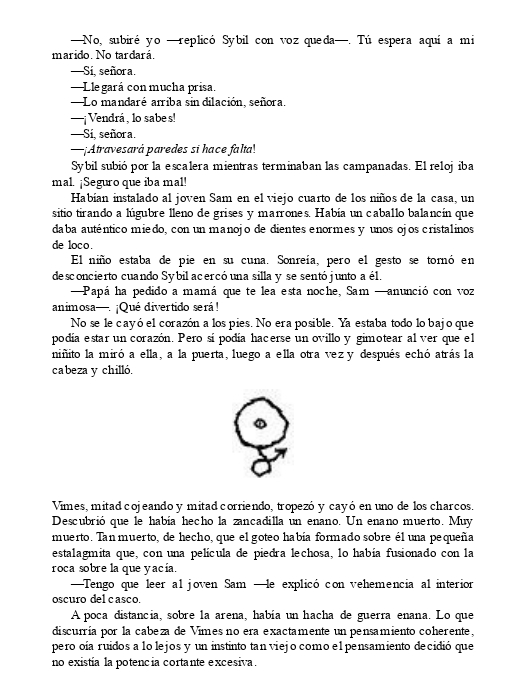 —No, subiré yo —replicó Sybil con voz queda—. Tú espera aquí a mi
marido. No tardará.
—Sí, señora.
—Llegará con mucha prisa.
—Lo mandaré arriba sin dilación, señora.
—¡Vendrá, lo sabes!
—Sí, señora.
—¡Atravesará paredes si hace falta!
Sybil subió por la escalera mientras terminaban las campanadas. El reloj iba
mal. ¡Seguro que iba mal!
Habían instalado al joven Sam en el viejo cuarto de los niños de la casa, un
sitio tirando a lúgubre lleno de grises y marrones. Había un caballo balancín que
daba auténtico miedo, con un manojo de dientes enormes y unos ojos cristalinos
de loco.
El niño estaba de pie en su cuna. Sonreía, pero el gesto se tornó en
desconcierto cuando Sybil acercó una silla y se sentó junto a él.
—Papá ha pedido a mamá que te lea esta noche, Sam —anunció con voz
animosa—. ¡Qué divertido será!
No se le cayó el corazón a los pies. No era posible. Ya estaba todo lo bajo que
podía estar un corazón. Pero sí podía hacerse un ovillo y gimotear al ver que el
niñito la miró a ella, a la puerta, luego a ella otra vez y después echó atrás la
cabeza y chilló.
Vimes, mitad cojeando y mitad corriendo, tropezó y cayó en uno de los charcos.
Descubrió que le había hecho la zancadilla un enano. Un enano muerto. Muy
muerto. Tan muerto, de hecho, que el goteo había formado sobre él una pequeña
estalagmita que, con una película de piedra lechosa, lo había fusionado con la
roca sobre la que yacía.
—Tengo que leer al joven Sam —le explicó con vehemencia al interior
oscuro del casco.
A poca distancia, sobre la arena, había un hacha de guerra enana. Lo que
discurría por la cabeza de Vimes no era exactamente un pensamiento coherente,
pero oía ruidos a lo lejos y un instinto tan viejo como el pensamiento decidió que
no existía la potencia cortante excesiva.